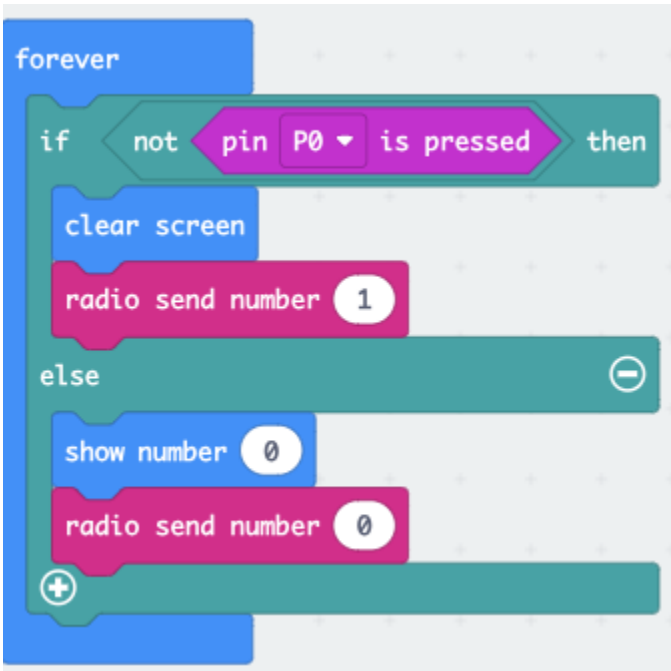 forever
if not pin P0 is pressed then
clear screen
radio send number 1
else
show number 0
radio send number 0